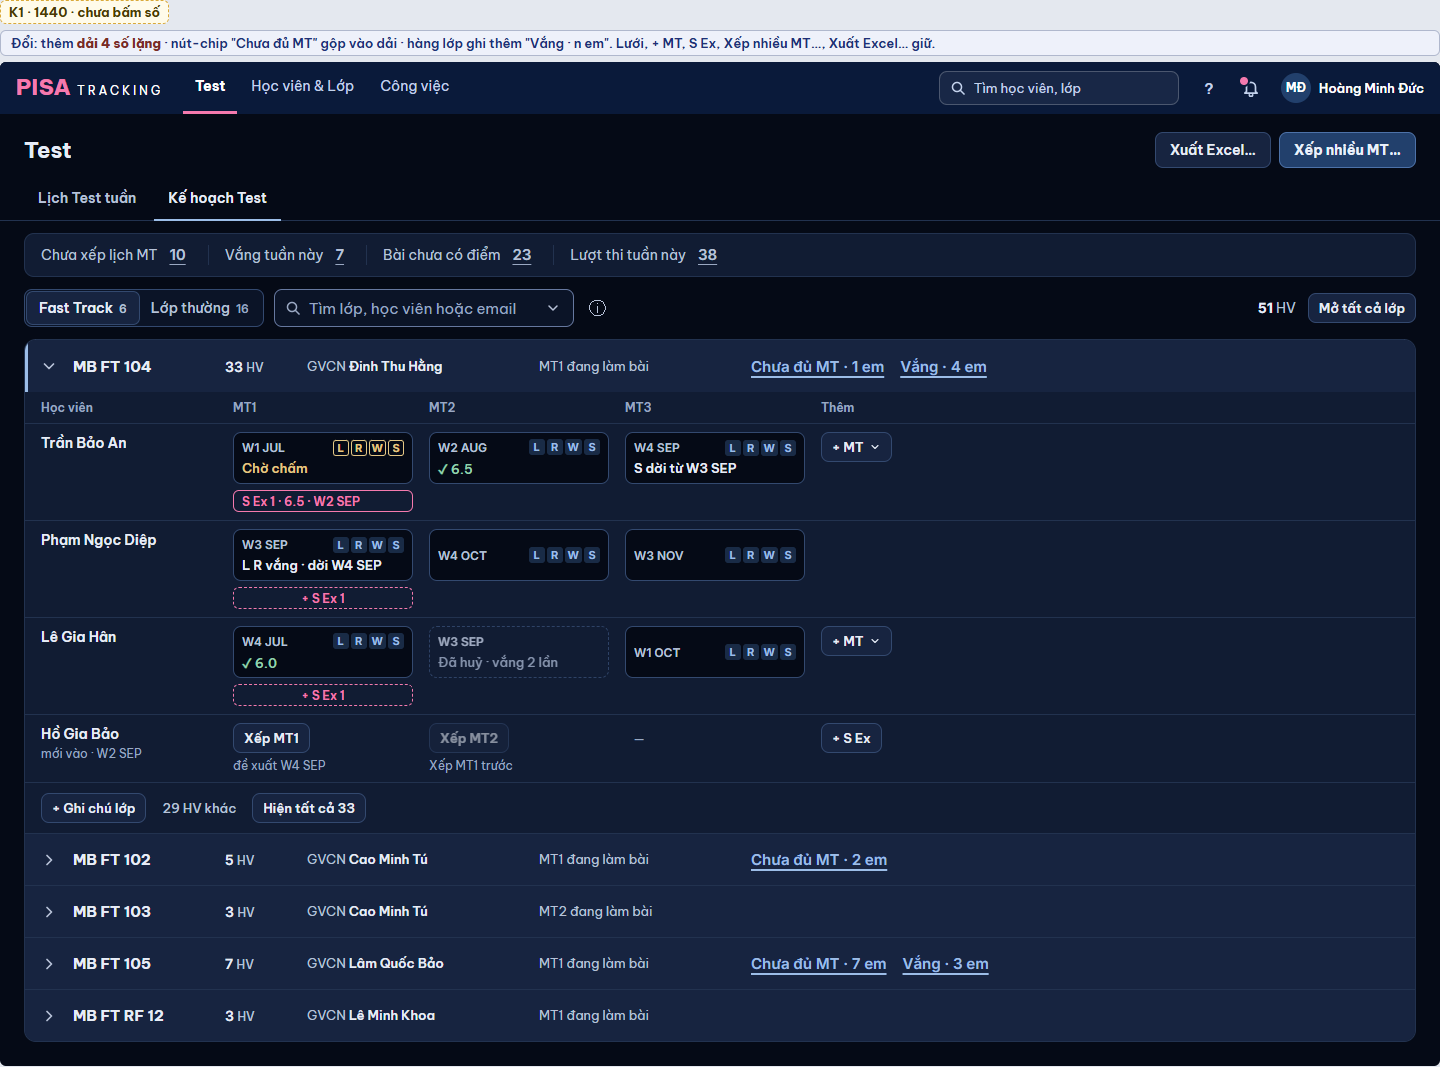 K1 · 1440 · chưa bấm số
Đổi: thêm dải 4 số lặng · nút-chip "Chưa đủ MT" gộp vào dải · hàng lớp ghi thêm "Vắng · n em". Lưới, + MT, S Ex, Xếp nhiều MT..., Xuất Excel... giữ.
PISA TRACKING Test Học viên & Lớp Công việc Tìm học viên, lớp ? MĐ Hoàng Minh Đức
Test Xuất Excel... Xếp nhiều MT...
Lịch Test tuần Kế hoạch Test
Chưa xếp lịch MT 10 Vắng tuần này 7 Bài chưa có điểm 23 Lượt thi tuần này 38
Fast Track 6 Lớp thường 16 Tìm lớp, học viên hoặc email 51 HV Mở tất cả lớp
MB FT 104 33 HV GVCN Đinh Thu Hằng MT1 đang làm bài Chưa đủ MT · 1 em Vắng · 4 em
Học viên MT1 MT2 MT3 Thêm
Trần Bảo An W1 JUL L R W S W2 AUG L R W S W4 SEP L R W S + MT
Chờ chấm ✓ 6.5 S dời từ W3 SEP
S Ex 1 · 6.5 · W2 SEP
Phạm Ngọc Diệp W3 SEP L R W S W4 OCT L R W S W3 NOV L R W S
L R vắng · dời W4 SEP
+ S Ex 1
Lê Gia Hân W4 JUL L R W S W3 SEP W1 OCT L R W S + MT
✓ 6.0 Đã huỷ · vắng 2 lần
+ S Ex 1
Hồ Gia Bảo Xếp MT1 Xếp MT2 — + S Ex
mới vào · W2 SEP đề xuất W4 SEP Xếp MT1 trước
+ Ghi chú lớp 29 HV khác Hiện tất cả 33
MB FT 102 5 HV GVCN Cao Minh Tú MT1 đang làm bài Chưa đủ MT · 2 em
MB FT 103 3 HV GVCN Cao Minh Tú MT2 đang làm bài
MB FT 105 7 HV GVCN Lâm Quốc Bảo MT1 đang làm bài Chưa đủ MT · 7 em Vắng · 3 em
MB FT RF 12 3 HV GVCN Lê Minh Khoa MT1 đang làm bài